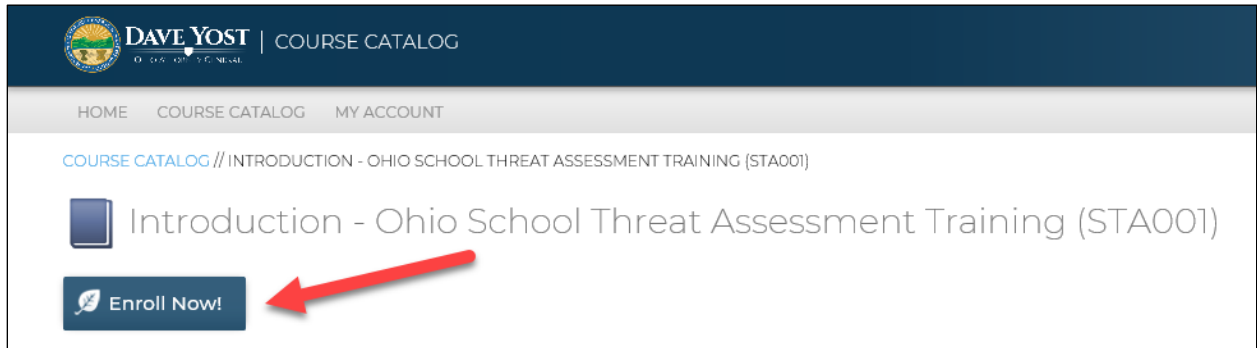 DAVE YOST | COURSE CATALOG
HOME COURSE CATALOG MY ACCOUNT
COURSE CATALOG // INTRODUCTION - OHIO SCHOOL THREAT ASSESSMENT TRAINING (STA001)
Introduction - Ohio School Threat Assessment Training (STA001)
Enroll Now!